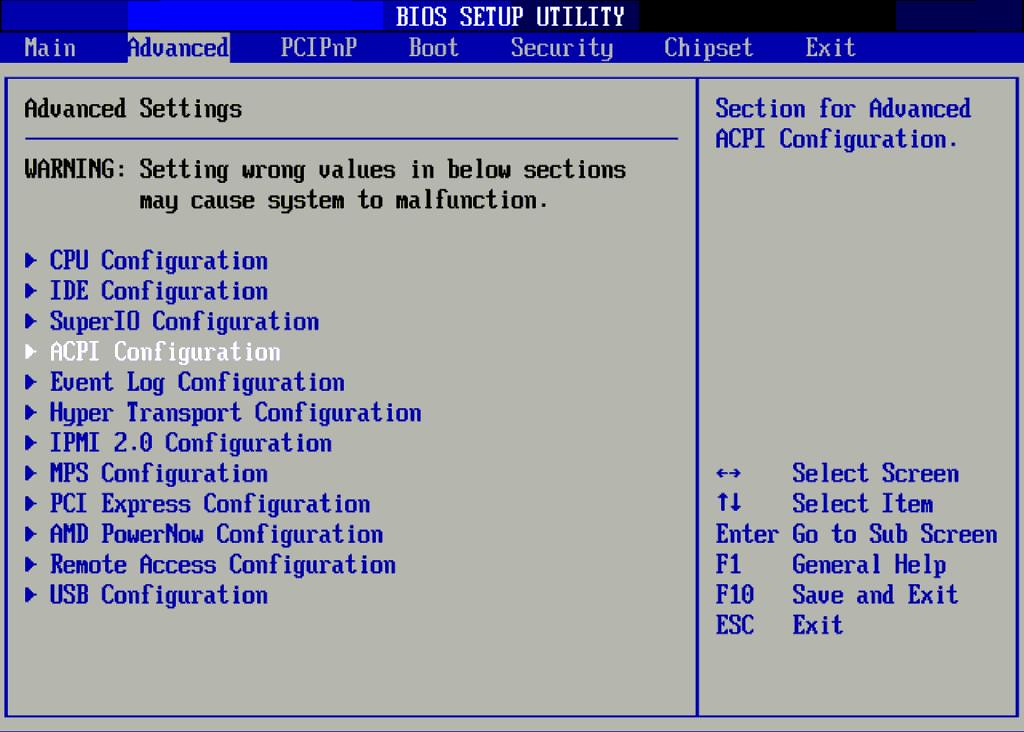 BIOS SETUP UTILITY
Main Advanced PCIPnP Boot Security Chipset Exit
Advanced Settings
WARNING: Setting wrong values in below sections
may cause system to malfunction.
CPU Configuration
IDE Configuration
SuperIO Configuration
ACPI Configuration
Event Log Configuration
Hyper Transport Configuration
IPMI 2.0 Configuration
MPS Configuration
PCI Express Configuration
AMD PowerNow Configuration
Remote Access Configuration
USB Configuration
Section for Advanced
ACPI Configuration.
↔ Select Screen
↑↓ Select Item
Enter Go to Sub Screen
F1 General Help
F10 Save and Exit
ESC Exit